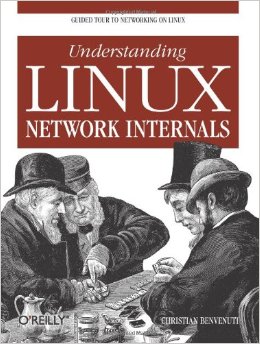 GUIDED TOUR TO NETWORKING ON LINUX
Understanding
LINUX
NETWORK INTERNALS
O'REILLY
CHRISTIAN BENVENUTI